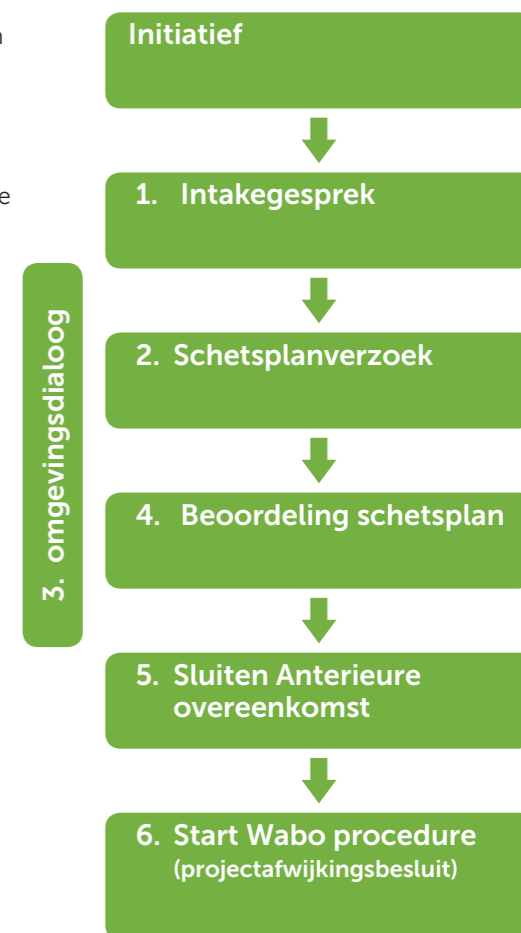 Initiatief
1. Intakegesprek
2. Schetsplanverzoek
3. omgevingsdialoog
4. Beoordeling schetsplan
5. Sluiten Anterieure
overeenkomst
6. Start Wabo procedure
(projectafwijkingsbesluit)